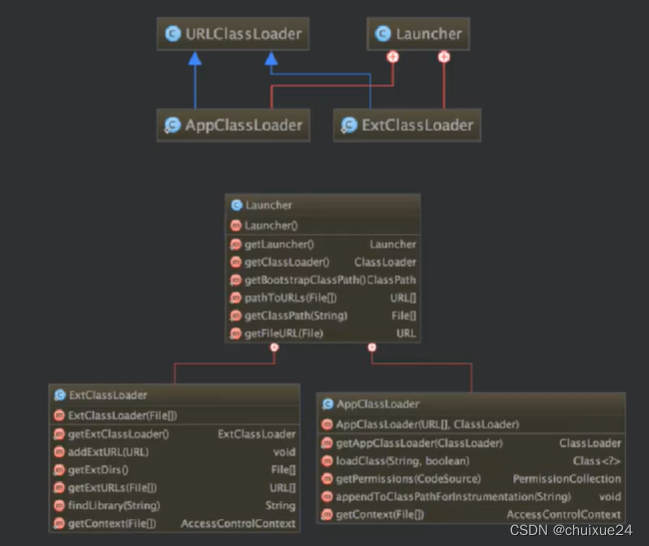 URLClassLoader Launcher
AppClassLoader ExtClassLoader
Launcher
Launcher()
getLauncher() Launcher
getClassLoader() ClassLoader
getBootstrapClassPath() ClassPath
pathToURLs(File[]) URL[]
getClassPath(String) File[]
getFileURL(File) URL
ExtClassLoader
ExtClassLoader(File[])
getExtClassLoader() ExtClassLoader
addExtURL(URL) void
getExtDirs() File[]
getExtURLs(File[]) URL[]
findLibrary(String) String
getContext(File[]) AccessControlContext
AppClassLoader
AppClassLoader(URL[], ClassLoader)
getAppClassLoader(ClassLoader) ClassLoader
loadClass(String, boolean) Class<?>
getPermissions(CodeSource) PermissionCollection
appendToClassPathForInstrumentation(String) void
getContext(File[]) AccessControlContext
CSDN @chuixue24